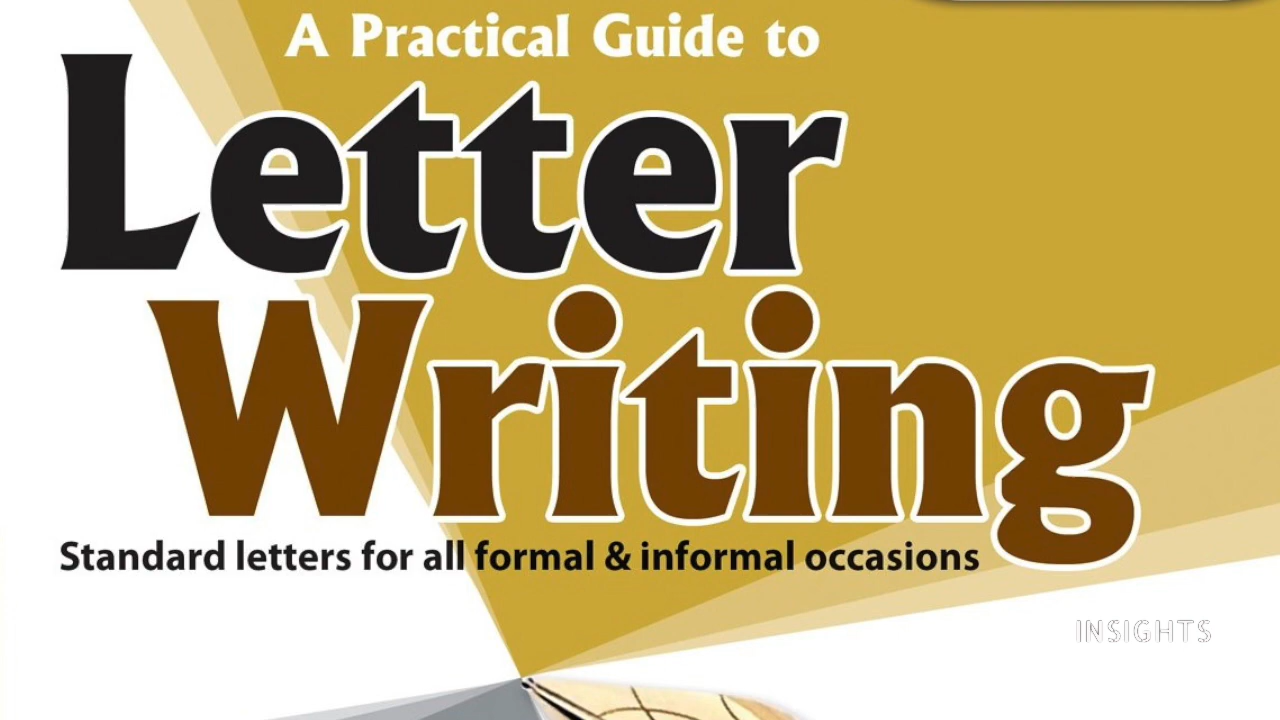 A Practical Guide to
Letter
Writing
Standard letters for all formal & informal occasions
INSIGHTS